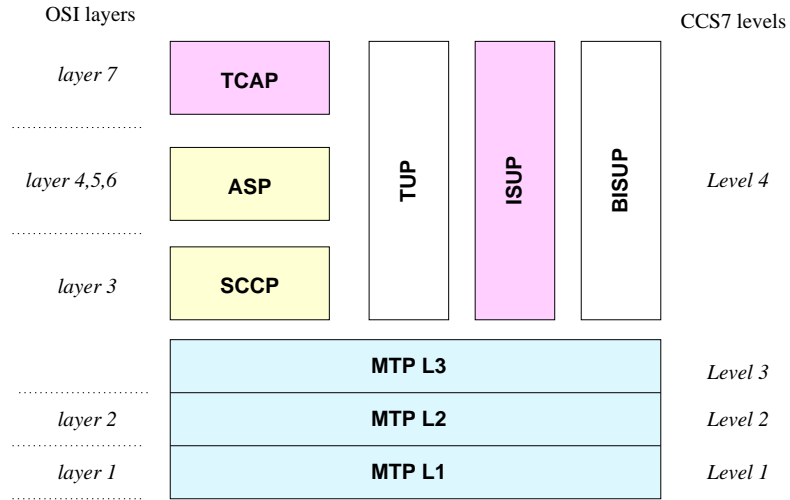 OSI layers
CCS7 levels
layer 7
TCAP
TUP
ISUP
BISUP
layer 4,5,6
ASP
Level 4
layer 3
SCCP
MTP L3
Level 3
layer 2
MTP L2
Level 2
layer 1
MTP L1
Level 1